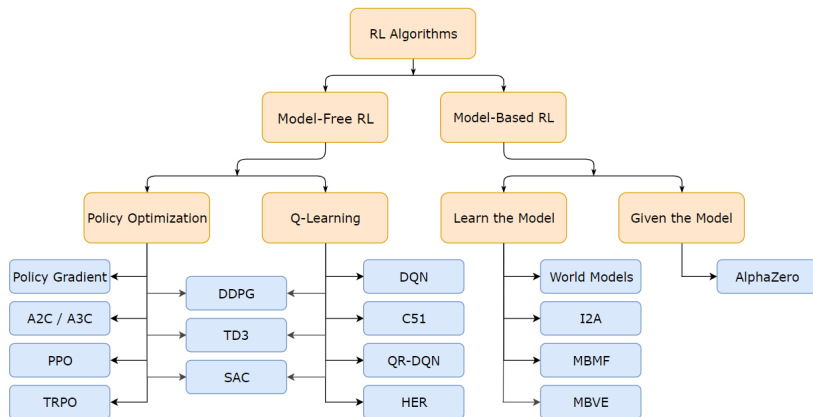 RL Algorithms
Model-Free RL
Model-Based RL
Policy Optimization
Q-Learning
Learn the Model
Given the Model
Policy Gradient
DDPG
DQN
World Models
AlphaZero
A2C / A3C
TD3
C51
I2A
PPO
SAC
QR-DQN
MBMF
TRPO
HER
MBVE